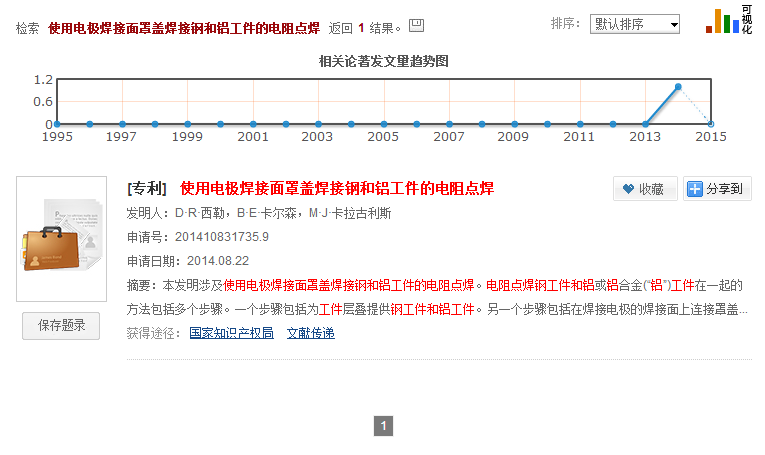 检索 使用电极焊接面罩盖焊接钢和铝工件的电阻点焊 返回 1 结果。
排序： 默认排序
可视化
相关论著发文量趋势图
1.2
0.6
0
1995 1997 1999 2001 2003 2005 2007 2009 2011 2013 2015
[专利] 使用电极焊接面罩盖焊接钢和铝工件的电阻点焊
收藏 分享到
发明人：D·R·西勒，B·E·卡尔森，M·J·卡拉古利斯
申请号：201410831735.9
申请日期：2014.08.22
摘要：本发明涉及使用电极焊接面罩盖焊接钢和铝工件的电阻点焊。电阻点焊钢工件和铝或铝合金(“铝”)工件在一起的
方法包括多个步骤。一个步骤包括为工件层叠提供钢工件和铝工件。另一个步骤包括在焊接电极的焊接面上连接罩盖...
获得途径：国家知识产权局 文献传递
保存题录
1